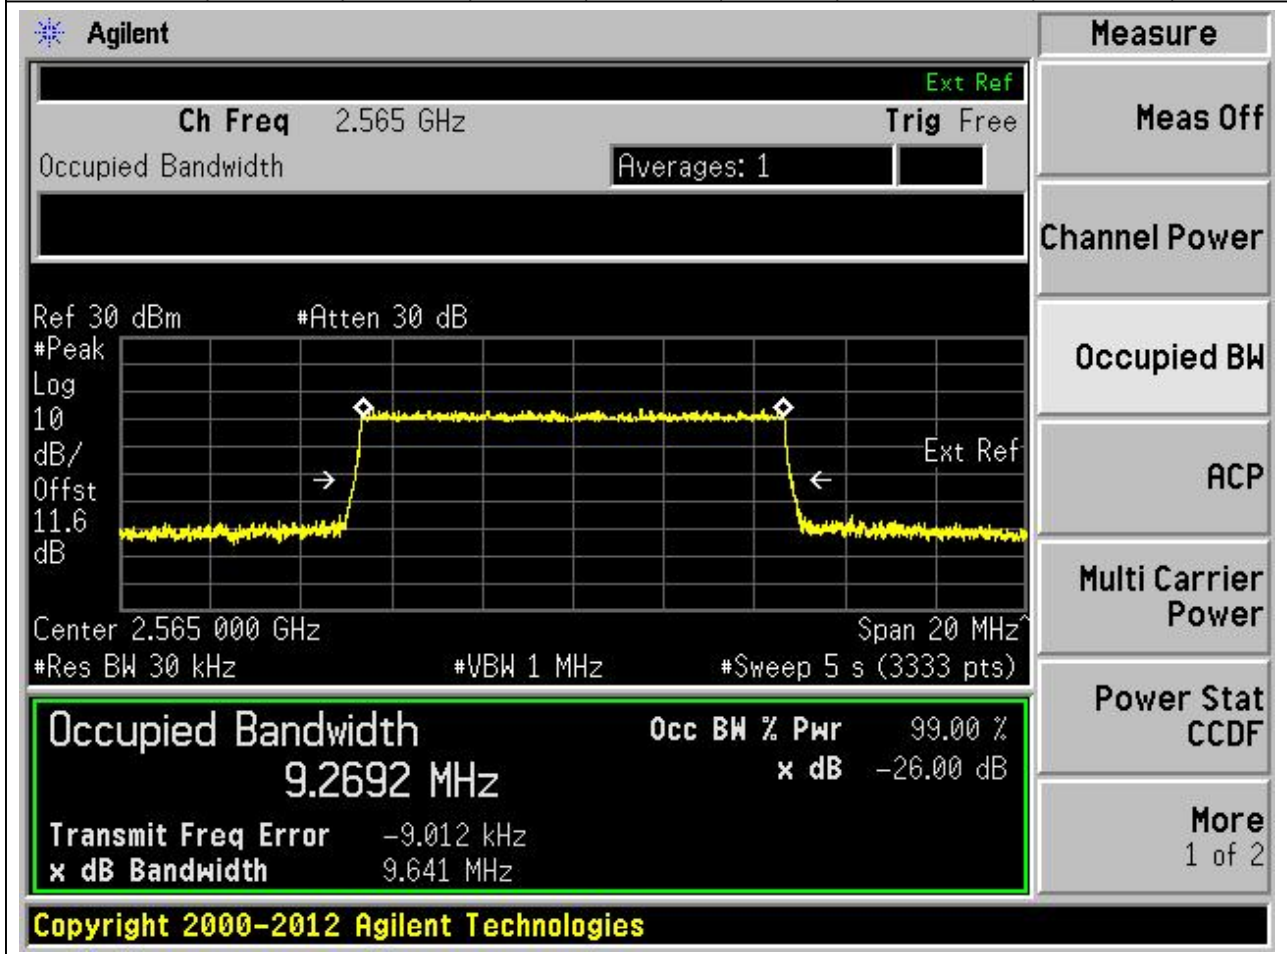 Agilent
Measure
Ext Ref
Ch Freq 2.565 GHz Trig Free
Occupied Bandwidth Averages: 1
Meas Off
Channel Power
Occupied BW
ACP
Multi Carrier
Power
Power Stat
CCDF
More
1 of 2
Ref 30 dBm #Atten 30 dB
#Peak
Log
10
dB/
Offst
11.6
dB
Ext Ref
Center 2.565 000 GHz Span 20 MHz^
#Res BW 30 kHz #VBW 1 MHz #Sweep 5 s (3333 pts)
Occupied Bandwidth Occ BW % Pwr 99.00 %
9.2692 MHz x dB -26.00 dB
Transmit Freq Error -9.012 kHz
x dB Bandwidth 9.641 MHz
Copyright 2000-2012 Agilent Technologies